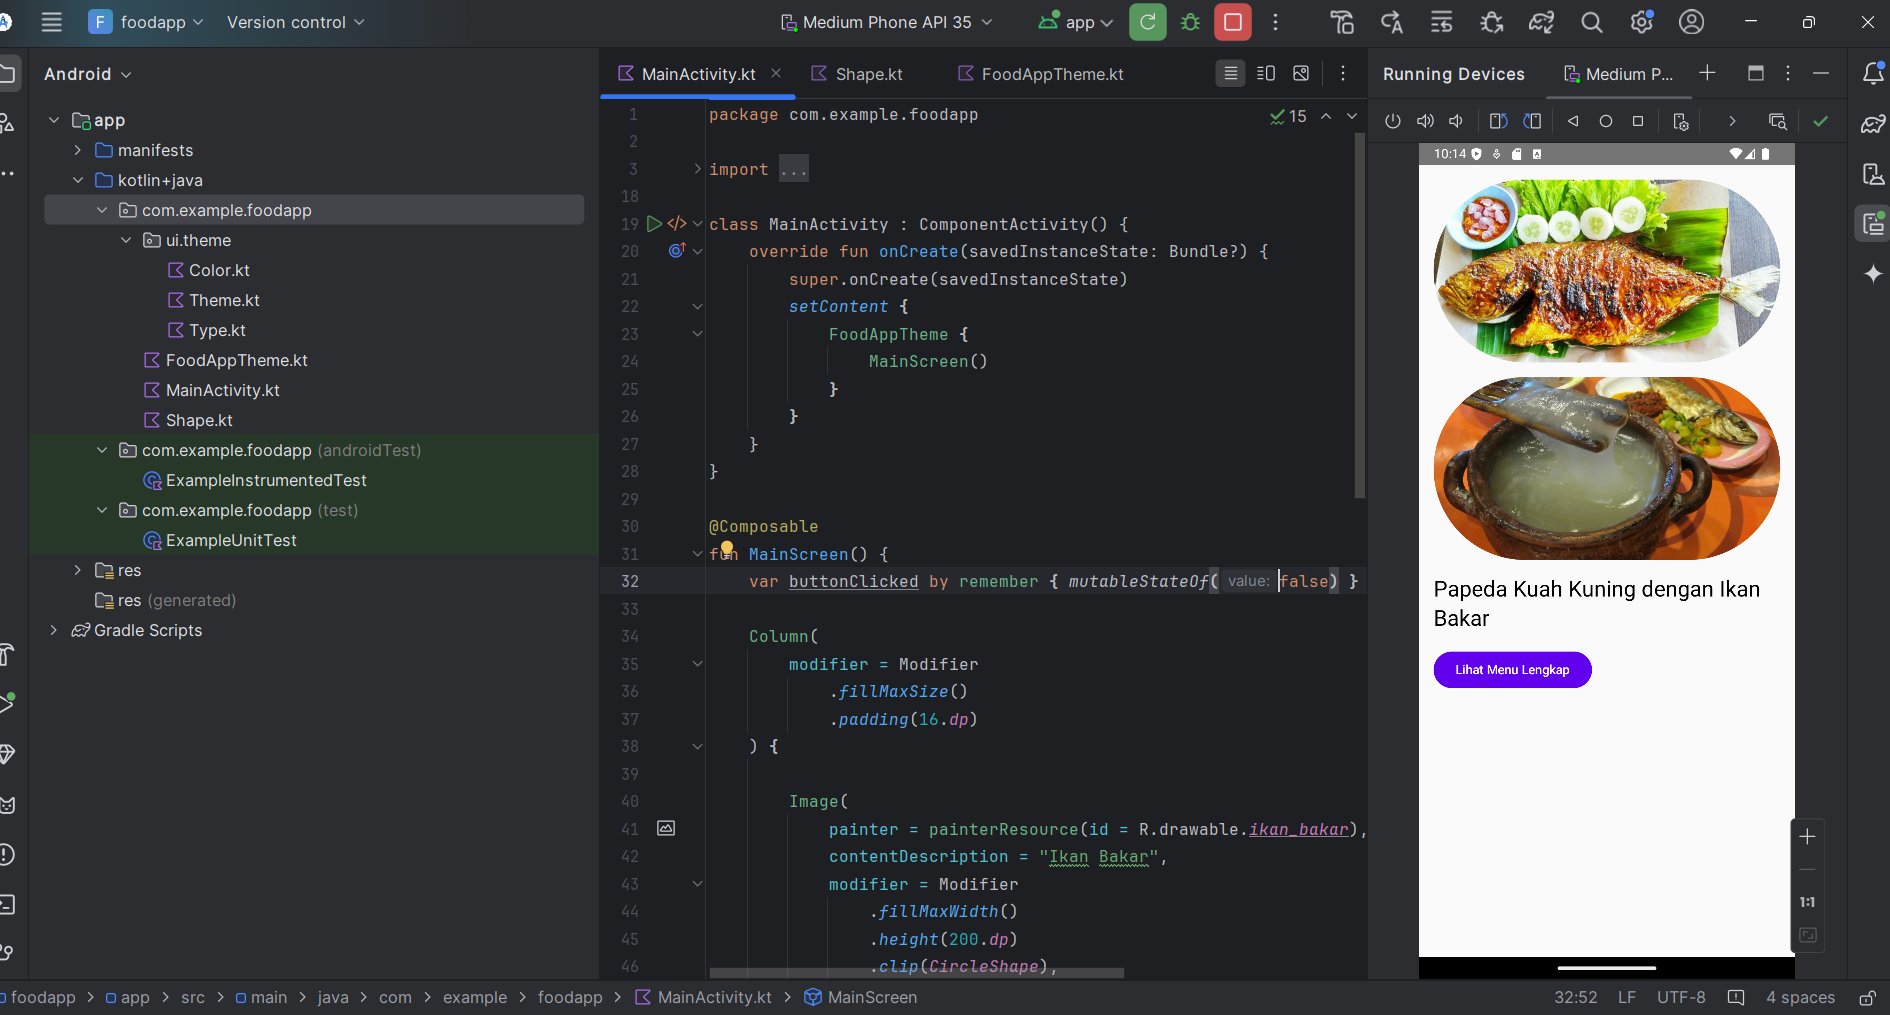 F foodapp Version control Medium Phone API 35 app
Android
app
manifests
kotlin+java
com.example.foodapp
ui.theme
Color.kt
Theme.kt
Type.kt
FoodAppTheme.kt
MainActivity.kt
Shape.kt
com.example.foodapp (androidTest)
ExampleInstrumentedTest
com.example.foodapp (test)
ExampleUnitTest
res
res (generated)
Gradle Scripts
MainActivity.kt Shape.kt FoodAppTheme.kt
15
1 package com.example.foodapp
2
3 import ...
18
19 class MainActivity : ComponentActivity() {
20 override fun onCreate(savedInstanceState: Bundle?) {
21 super.onCreate(savedInstanceState)
22 setContent {
23 FoodAppTheme {
24 MainScreen()
25 }
26 }
27 }
28 }
29
30 @Composable
31 fun MainScreen() {
32 var buttonClicked by remember { mutableStateOf( value: false) }
33
34 Column(
35 modifier = Modifier
36 .fillMaxSize()
37 .padding(16.dp)
38 ) {
39
40 Image(
41 painter = painterResource(id = R.drawable.ikan_bakar),
42 contentDescription = "Ikan Bakar",
43 modifier = Modifier
44 .fillMaxWidth()
45 .height(200.dp)
46 .clip(CircleShape),
Running Devices Medium P...
10:14
Papeda Kuah Kuning dengan Ikan
Bakar
Lihat Menu Lengkap
1:1
foodapp > app > src > main > java > com > example > foodapp > MainActivity.kt > MainScreen
32:52 LF UTF-8 4 spaces